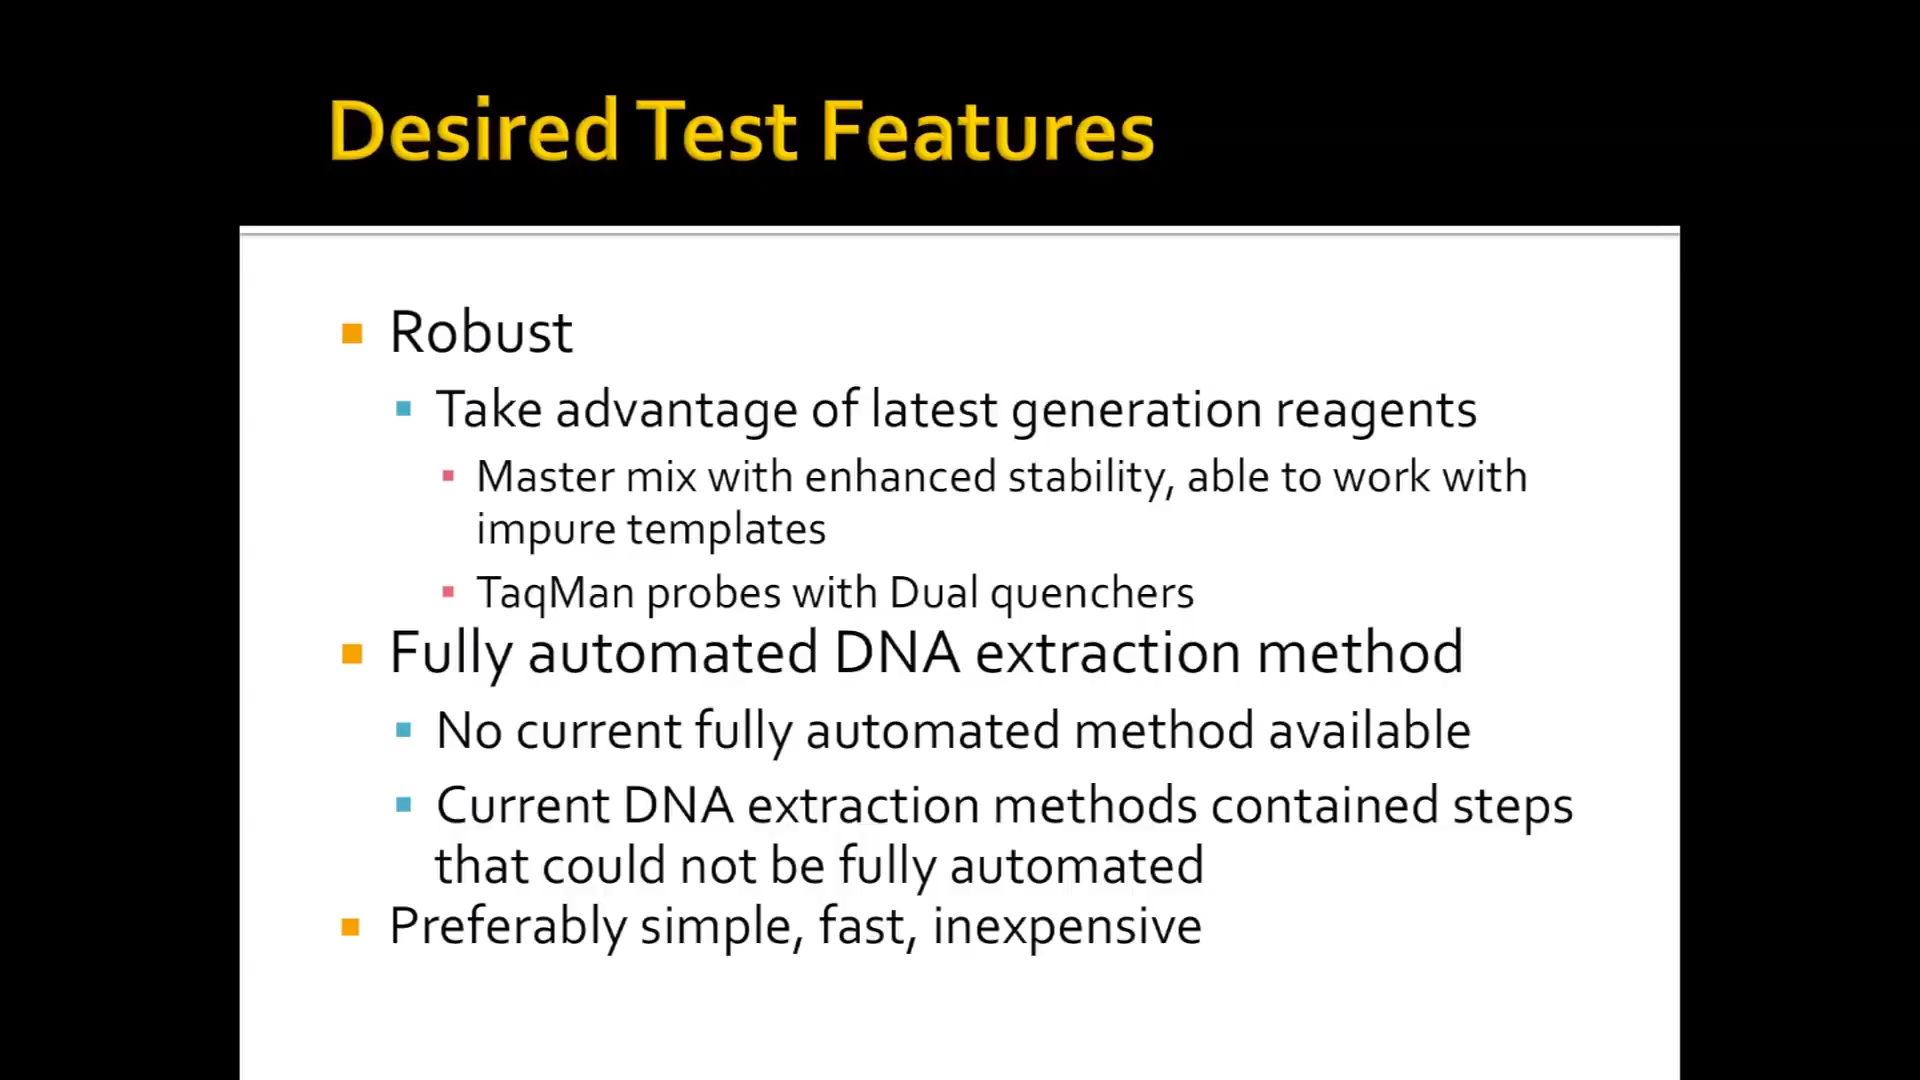 Desired Test Features
Robust
Take advantage of latest generation reagents
Master mix with enhanced stability, able to work with
impure templates
TaqMan probes with Dual quenchers
Fully automated DNA extraction method
No current fully automated method available
Current DNA extraction methods contained steps
that could not be fully automated
Preferably simple, fast, inexpensive